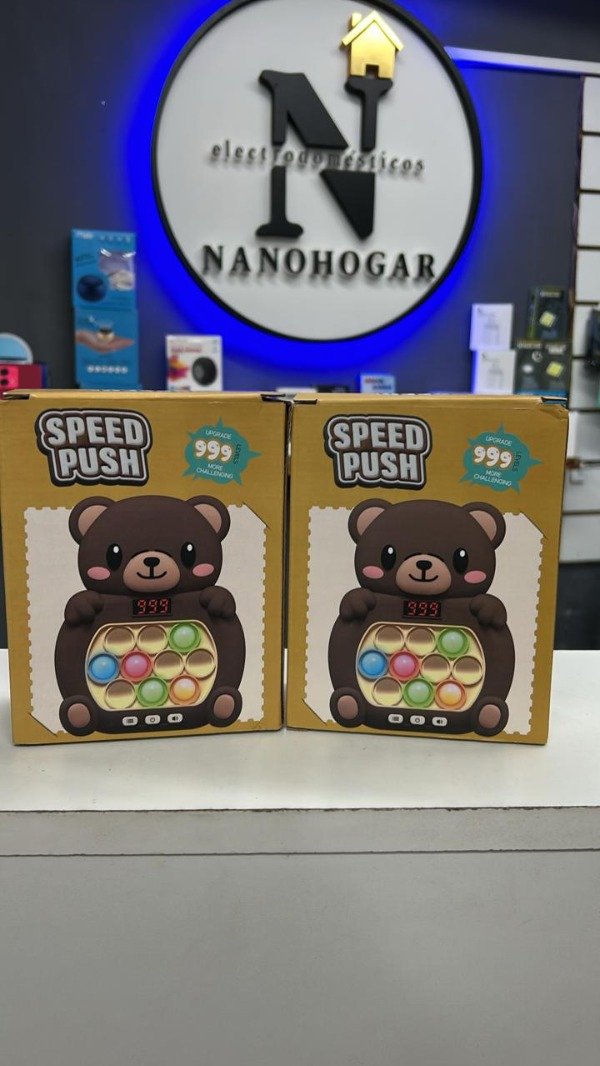 N
electrodomésticos
NANOHOGAR
SPEED
PUSH
UPGRADE
999
MORE
CHALLENGING
999
SPEED
PUSH
UPGRADE
999
MORE
CHALLENGING
999